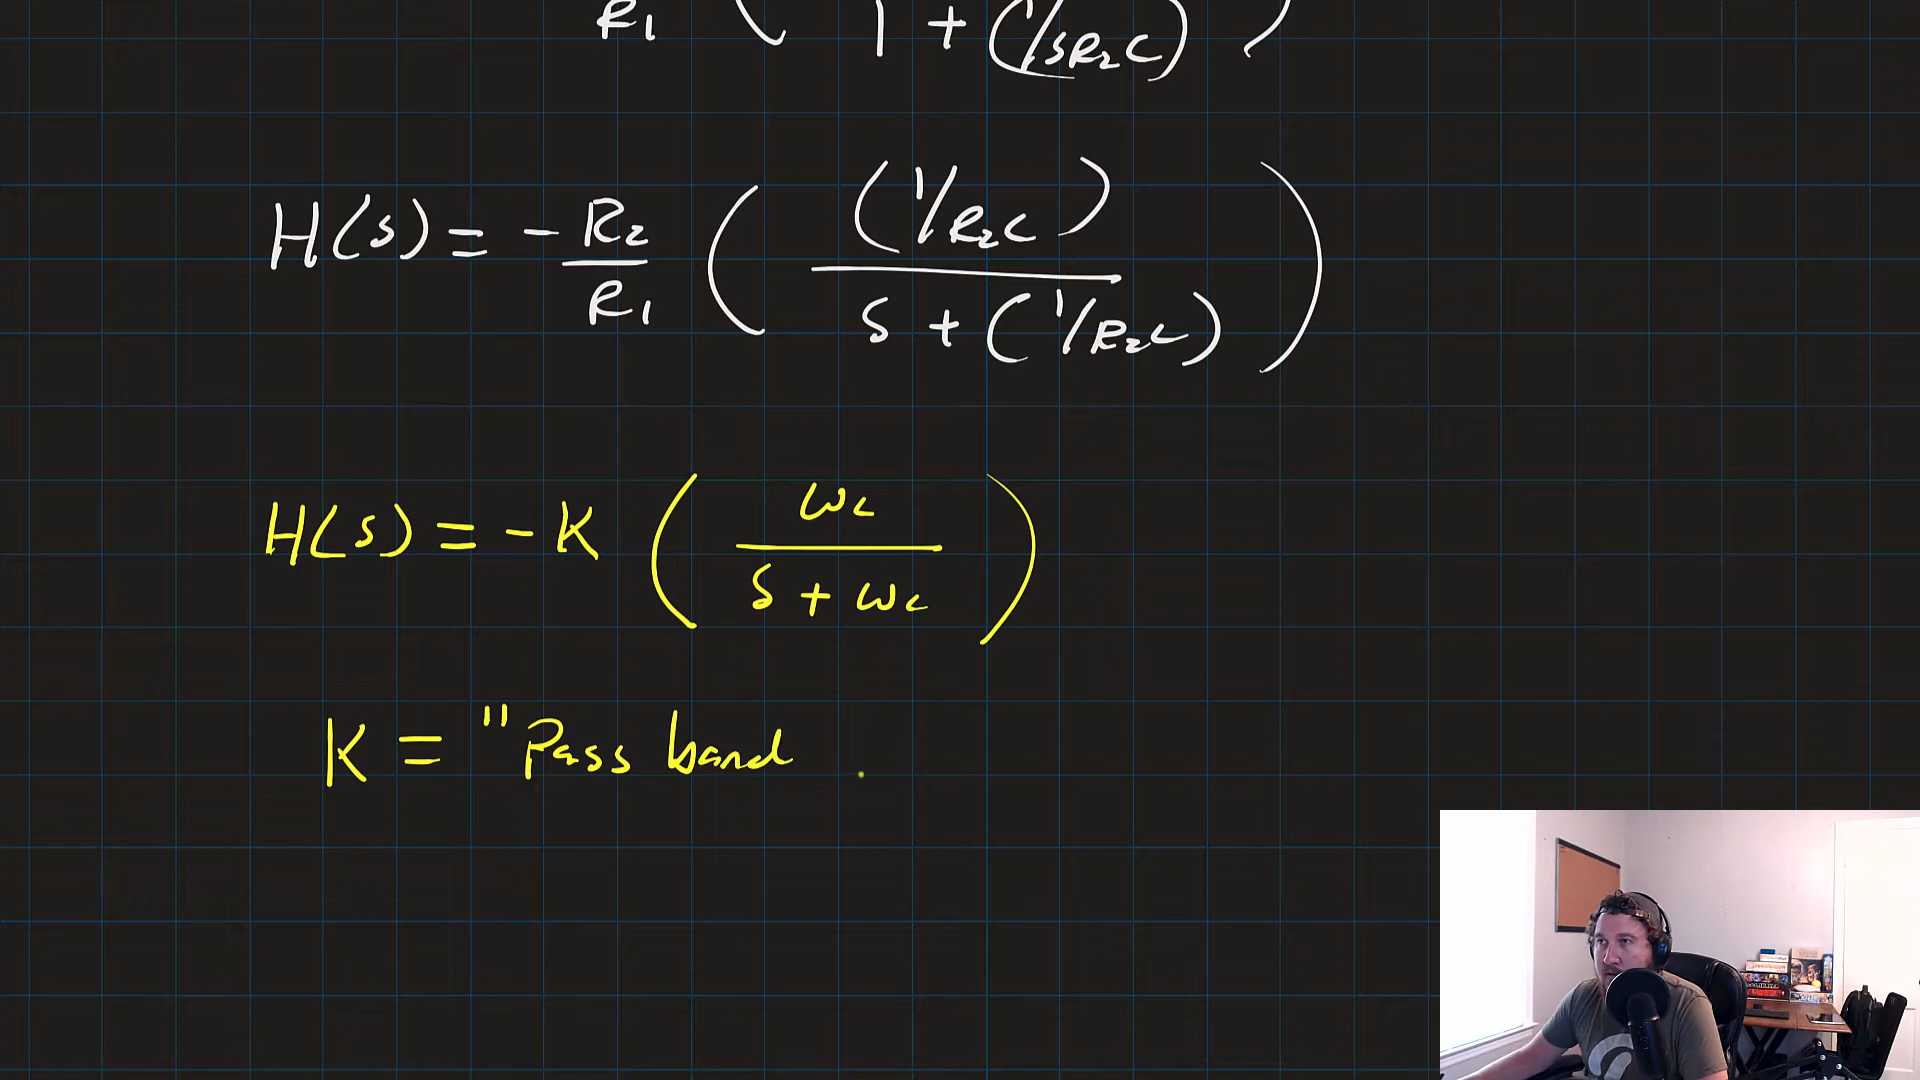 R1 ( 1 + (1/sR2C) )
H(s) = - R2/R1 ( (1/R2C) / s + (1/R2C) )
H(s) = - K ( ωc / s + ωc )
K = "Pass band